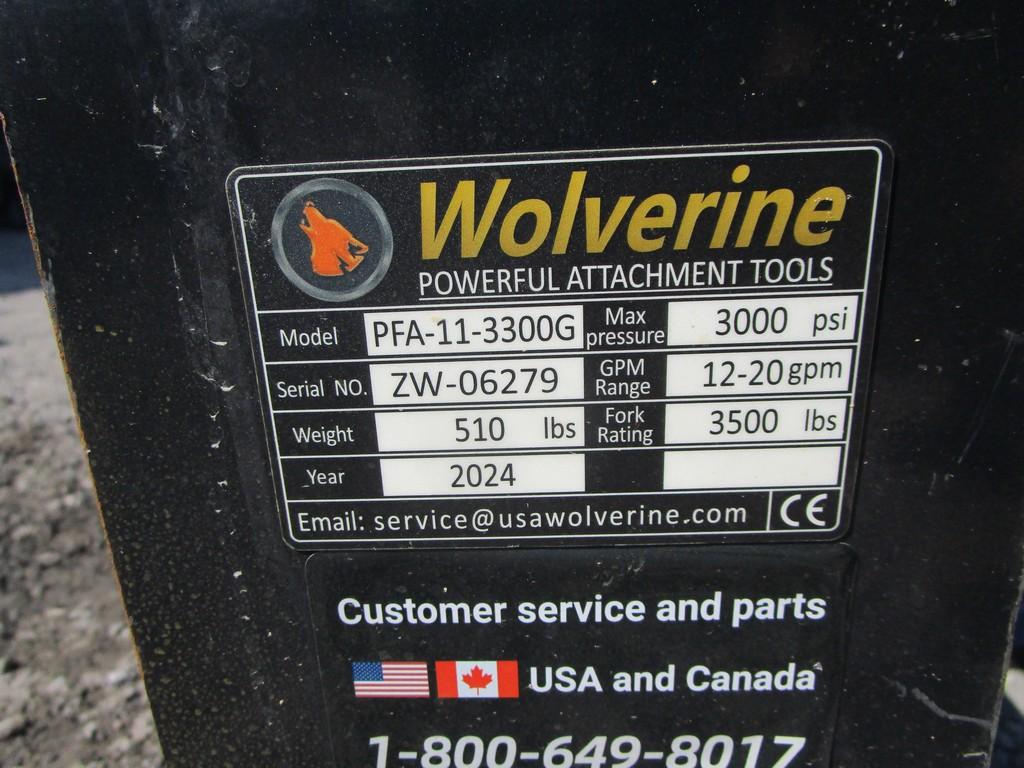 Wolverine
POWERFUL ATTACHMENT TOOLS
Model PFA-11-3300G Max pressure 3000 psi
Serial NO. ZW-06279 GPM Range 12-20 gpm
Weight 510 lbs Fork Rating 3500 lbs
Year 2024
Email: service@usawolverine.com CE
Customer service and parts
USA and Canada
1-800-649-8017